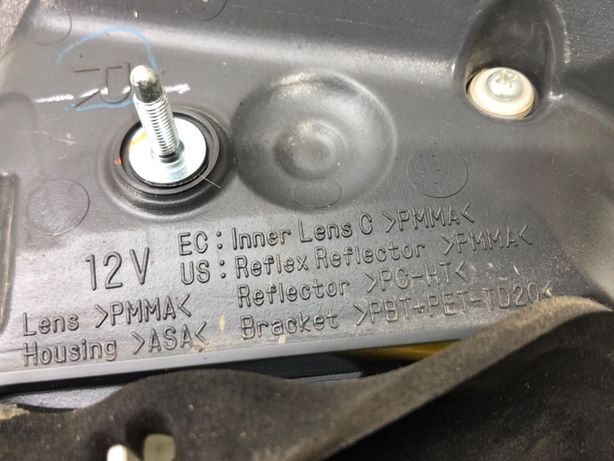 R
12V
EC : Inner Lens C >PMMA<
US : Reflex Reflector >PMMA<
Lens >PMMA< Reflector >PC-HT<
Housing >ASA< Bracket >PBT+PET-TD20<